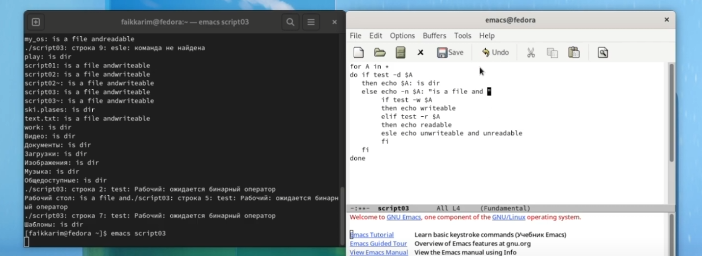 faikkarim@fedora:~ — emacs script03
my_os: is a file andreadable
./script03: строка 9: esle: команда не найдена
play: is dir
script01: is a file andwriteable
script02: is a file andwriteable
script02~: is a file andwriteable
script03: is a file andwriteable
script03~: is a file andwriteable
ski.plases: is dir
text.txt: is a file andwriteable
work: is dir
Видео: is dir
Документы: is dir
Загрузки: is dir
Изображения: is dir
Музыка: is dir
Общедоступные: is dir
./script03: строка 2: test: Рабочий: ожидается бинарный оператор
Рабочий стол: is a file and./script03: строка 5: test: Рабочий: ожидается бинарн
ый оператор
./script03: строка 7: test: Рабочий: ожидается бинарный оператор
Шаблоны: is dir
[faikkarim@fedora ~]$ emacs script03
emacs@fedora
File Edit Options Buffers Tools Help
Save Undo
for A in *
do if test -d $A
then echo $A: is dir
else echo -n $A: "is a file and "
if test -w $A
then echo writeable
elif test -r $A
then echo readable
esle echo unwriteable and unreadable
fi
fi
done
-:**- script03 All L4 (Fundamental)
Welcome to GNU Emacs, one component of the GNU/Linux operating system.
Emacs Tutorial Learn basic keystroke commands (Учебник Emacs)
Emacs Guided Tour Overview of Emacs features at gnu.org
View Emacs Manual View the Emacs manual using Info